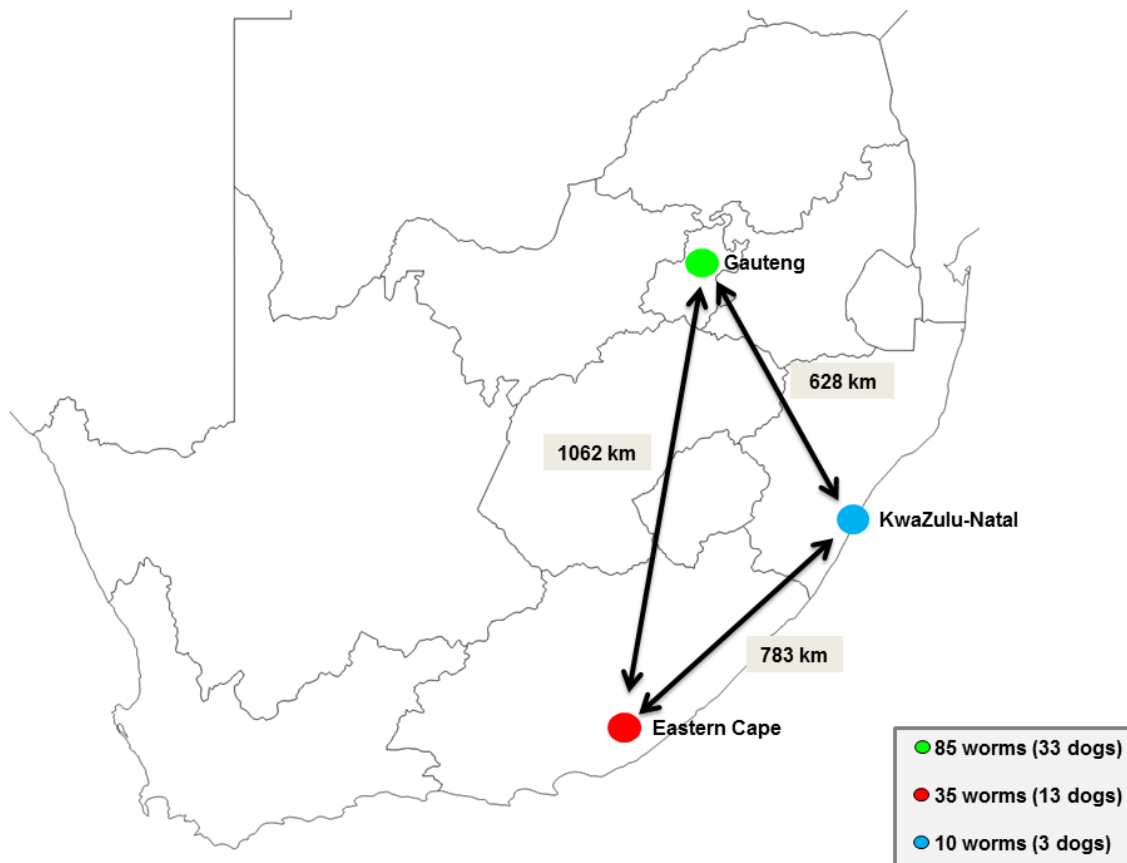 Gauteng
628 km
1062 km
KwaZulu-Natal
783 km
Eastern Cape
85 worms (33 dogs)
35 worms (13 dogs)
10 worms (3 dogs)